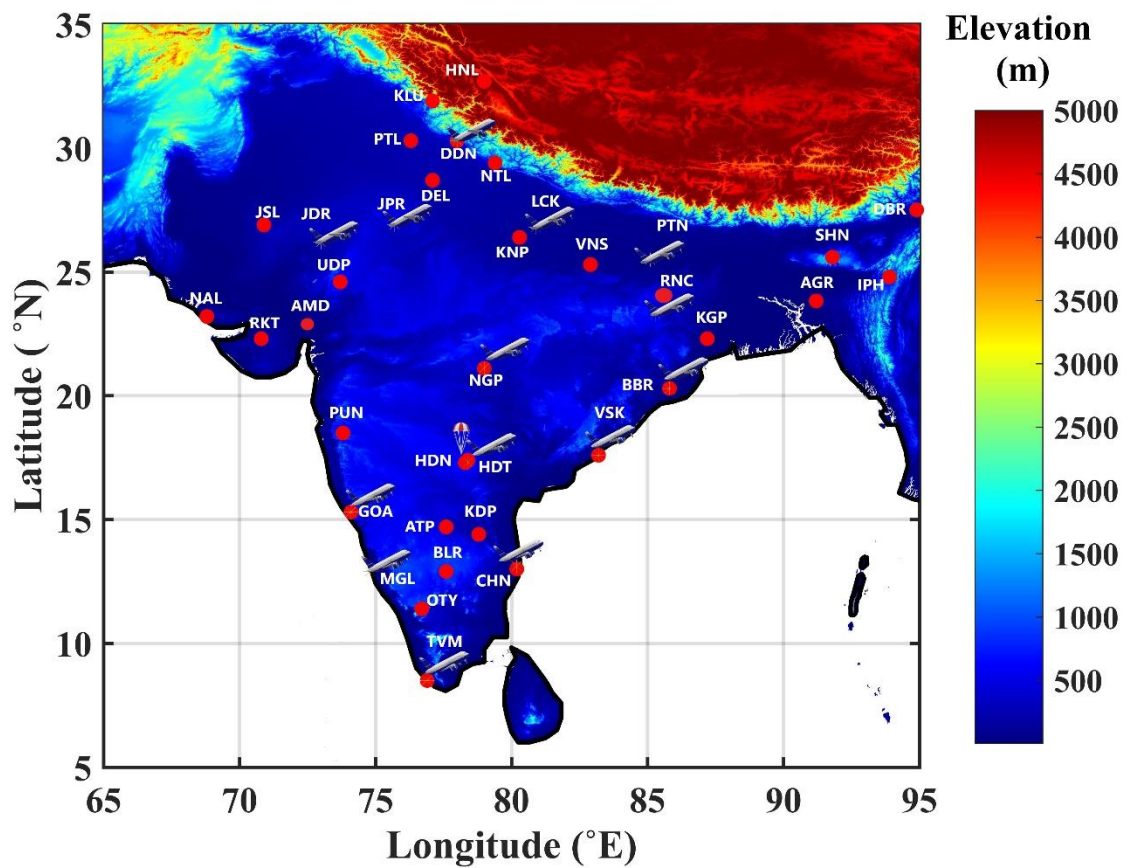 Elevation
(m)
35
30
25
20
15
10
5
65
70
75
80
85
90
95
Latitude ( ˚N)
Longitude (˚E)
5000
4500
4000
3500
3000
2500
2000
1500
1000
500
HNL
KLU
PTL
DDN
NTL
DEL
JSL
JDR
JPR
LCK
PTN
DBR
KNP
VNS
SHN
UDP
RNC
AGR
IPH
NAL
RKT
AMD
KGP
NGP
BBR
PUN
VSK
HDN
HDT
GOA
ATP
KDP
BLR
MGL
CHN
OTY
TVM